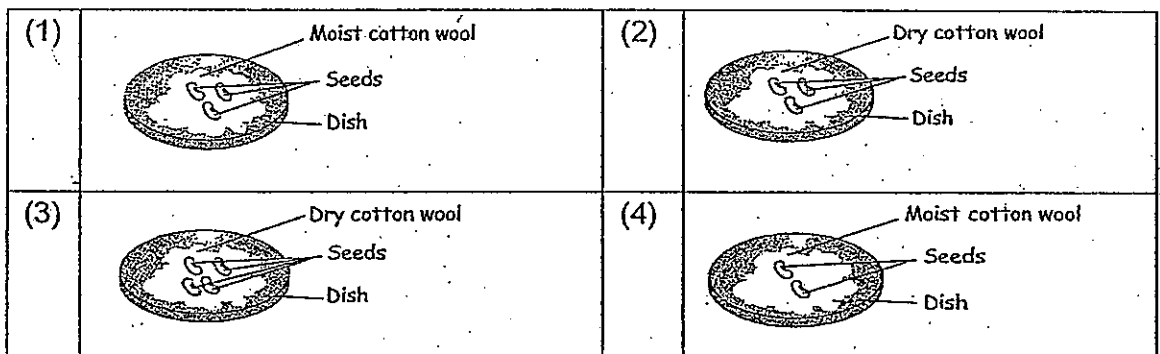 (1)
Moist cotton wool
Seeds
Dish
(2)
Dry cotton wool
Seeds
Dish
(3)
Dry cotton wool
Seeds
Dish
(4)
Moist cotton wool
Seeds
Dish